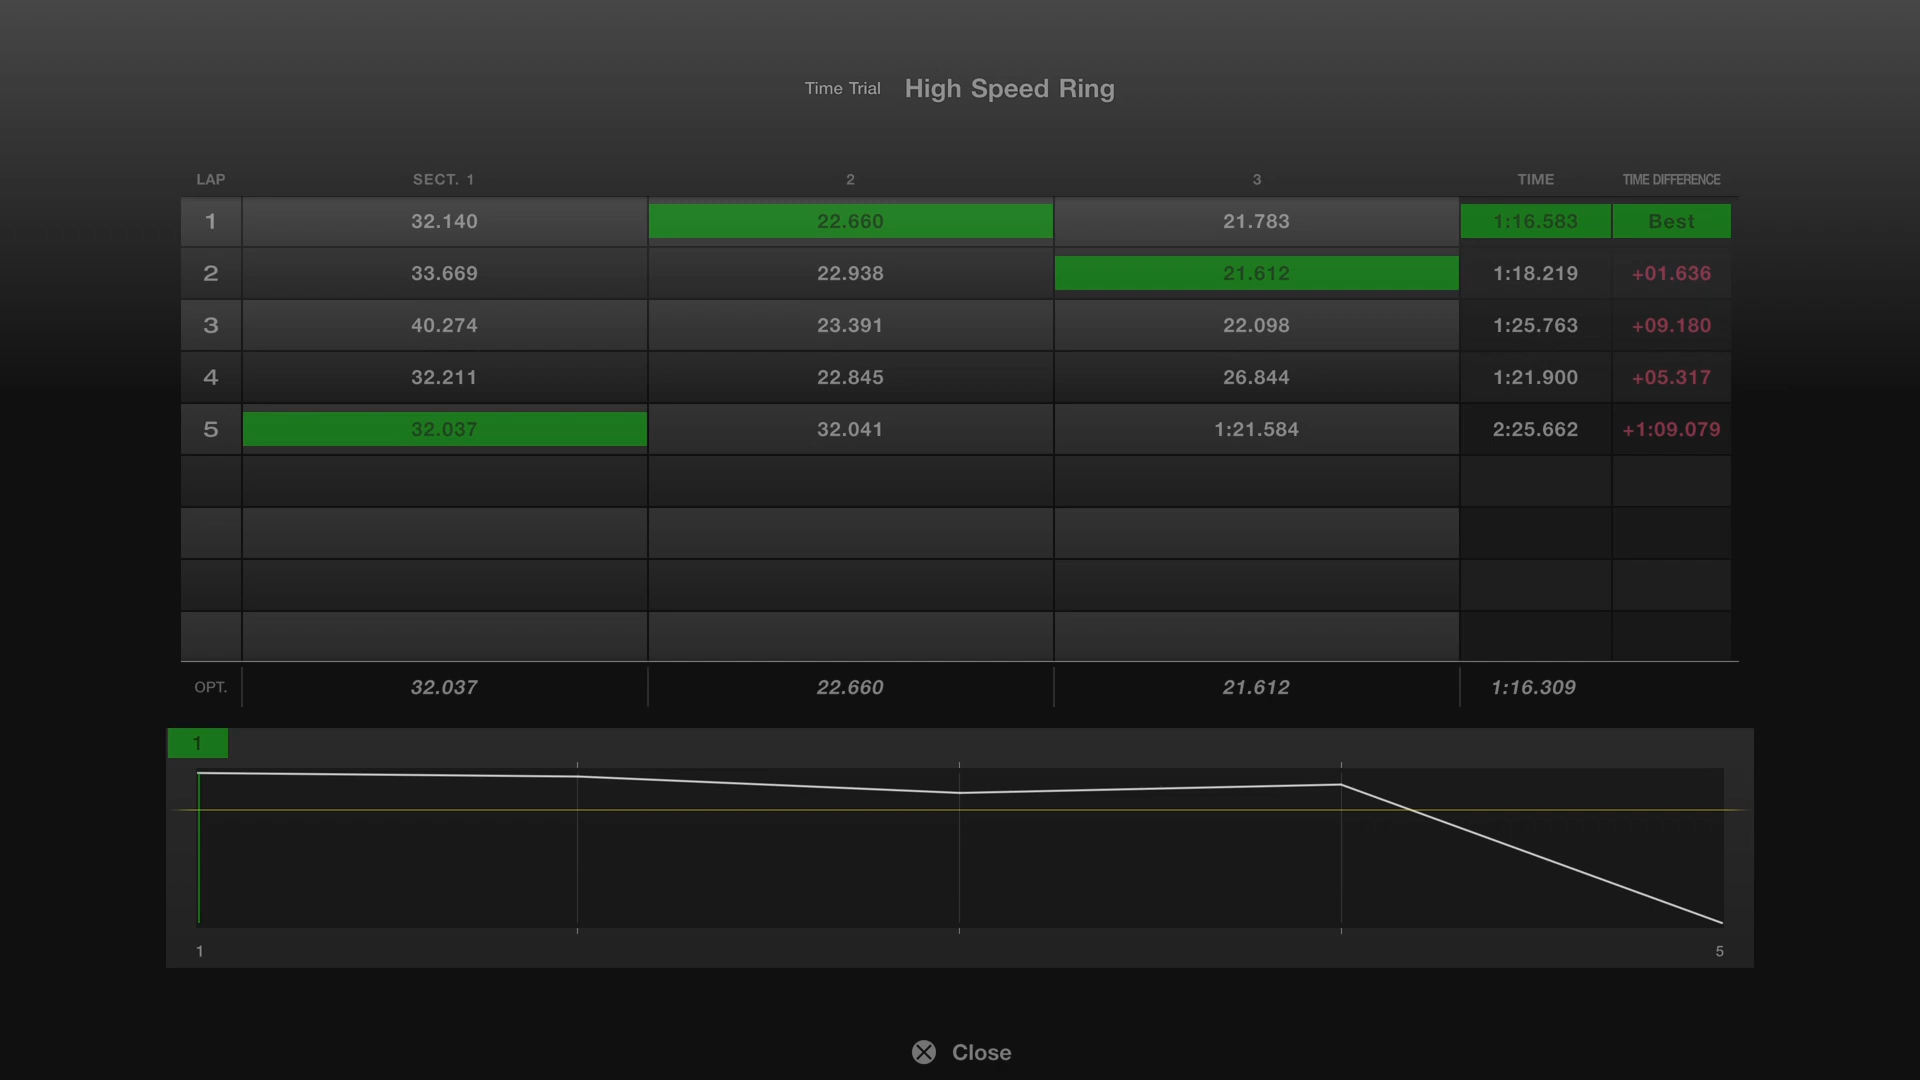 Time Trial High Speed Ring
LAP SECT. 1 2 3 TIME TIME DIFFERENCE
1 32.140 22.660 21.783 1:16.583 Best
2 33.669 22.938 21.612 1:18.219 +01.636
3 40.274 23.391 22.098 1:25.763 +09.180
4 32.211 22.845 26.844 1:21.900 +05.317
5 32.037 32.041 1:21.584 2:25.662 +1:09.079
OPT. 32.037 22.660 21.612 1:16.309
1
1 5
Close